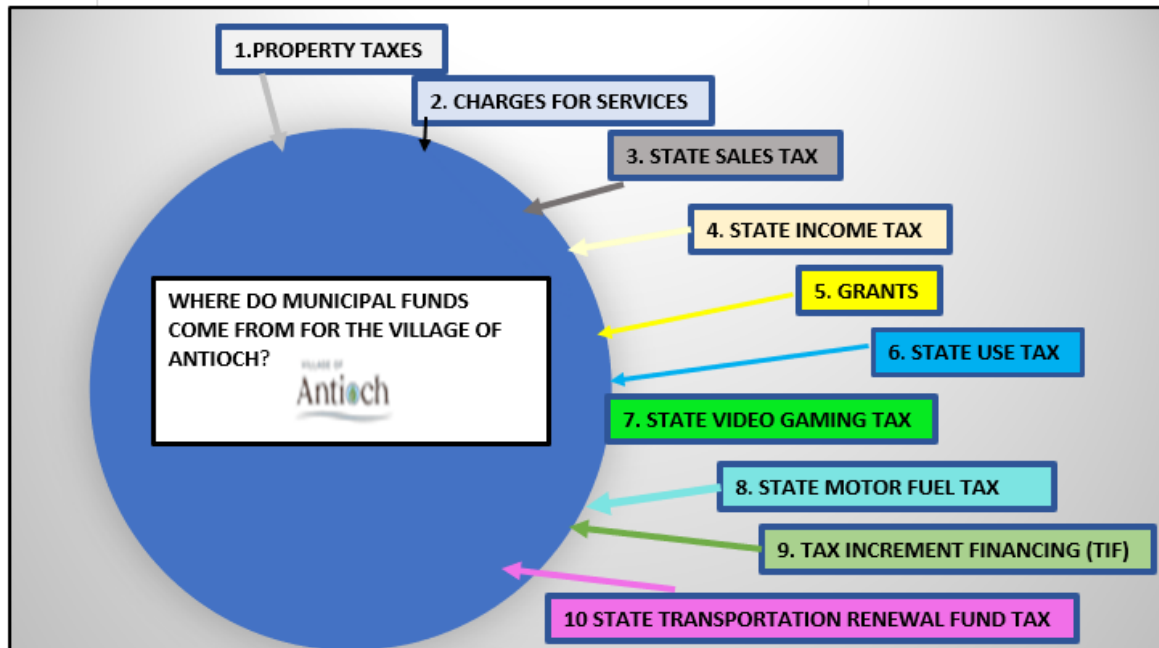 1.PROPERTY TAXES
2. CHARGES FOR SERVICES
3. STATE SALES TAX
4. STATE INCOME TAX
5. GRANTS
6. STATE USE TAX
7. STATE VIDEO GAMING TAX
8. STATE MOTOR FUEL TAX
9. TAX INCREMENT FINANCING (TIF)
10 STATE TRANSPORTATION RENEWAL FUND TAX
WHERE DO MUNICIPAL FUNDS
COME FROM FOR THE VILLAGE OF
ANTIOCH?
VILLAGE OF
Antioch